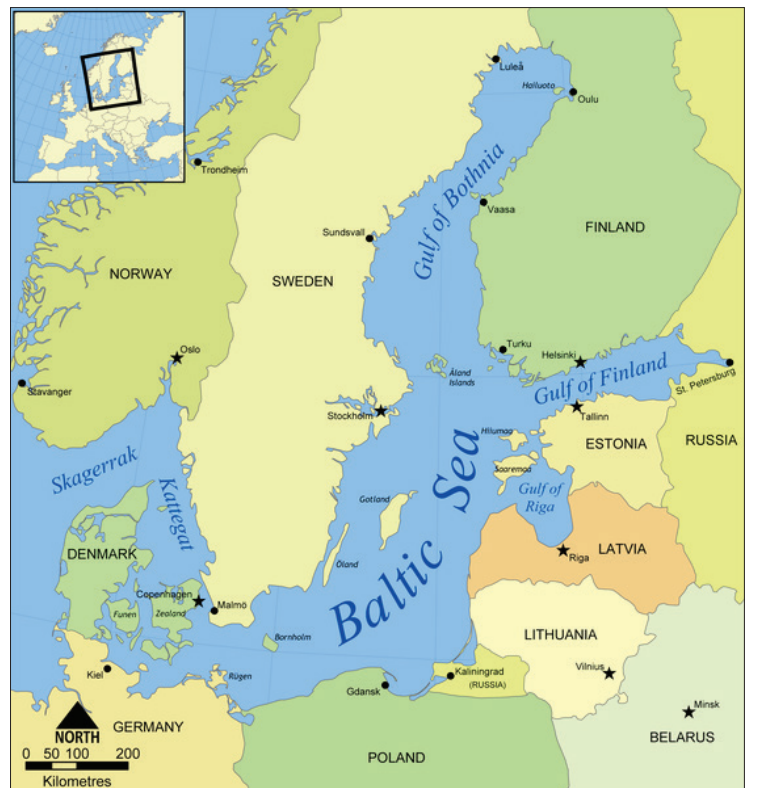 Luleå
Hailuoto
Oulu
Trondheim
Gulf of Bothnia
Vaasa
Sundsvall
FINLAND
NORWAY
SWEDEN
Oslo
Turku
Helsinki
Åland
Islands
Gulf of Finland
St. Petersburg
Stavanger
Stockholm
Tallinn
Hiiumaa
ESTONIA
RUSSIA
Skagerrak
Kattegat
Saaremaa
Gulf of
Riga
Gotland
Baltic Sea
DENMARK
LATVIA
Riga
Öland
Copenhagen
Malmö
Funen
Zealand
Bornholm
LITHUANIA
Kiel
Rügen
Gdansk
Kaliningrad
(RUSSIA)
Vilnius
Minsk
NORTH
GERMANY
BELARUS
POLAND
0 50 100 200
Kilometres